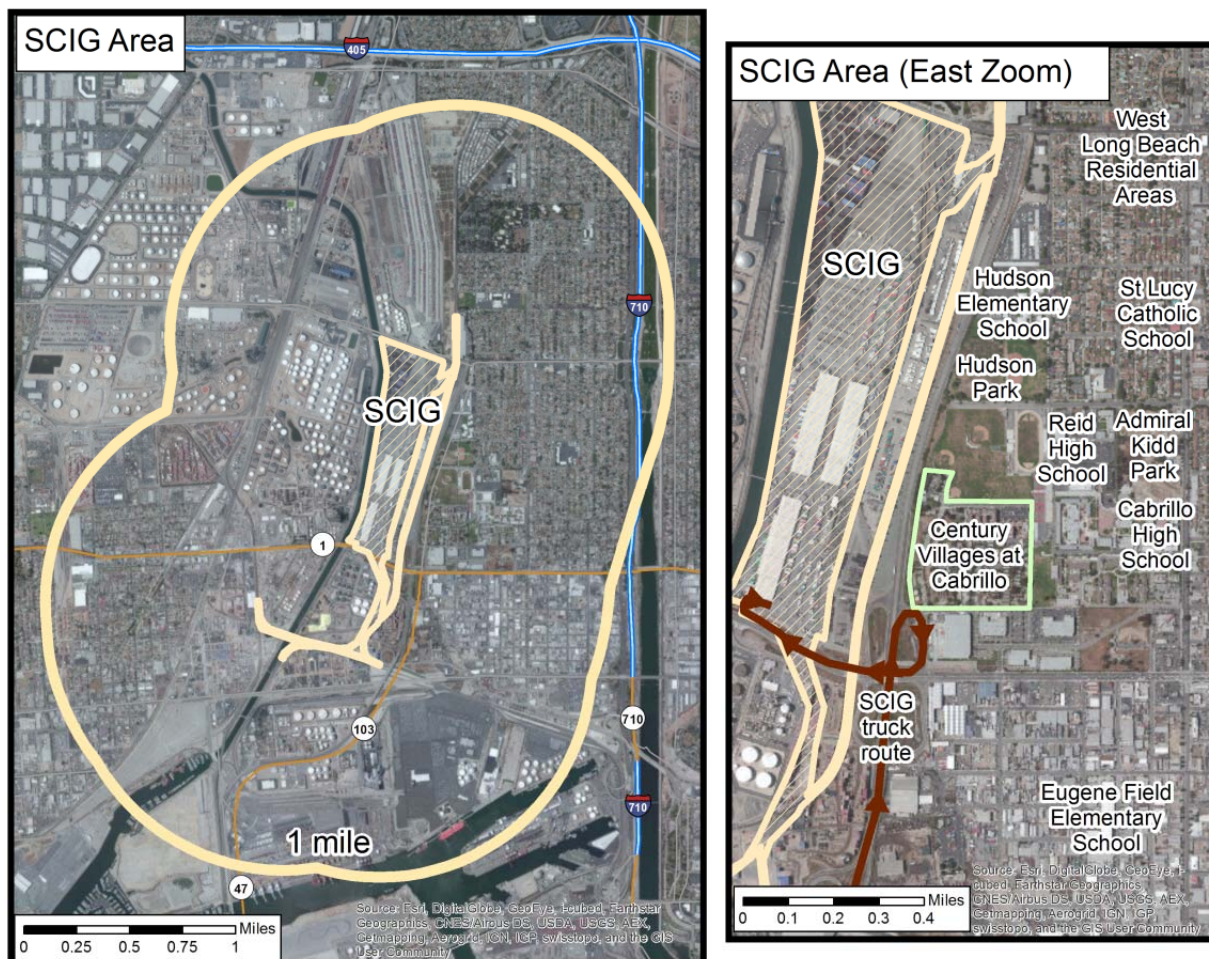 SCIG Area
405
710
SCIG
1
103
710
710
1 mile
47
0 0.25 0.5 0.75 1 Miles
Source: Esri, DigitalGlobe, GeoEye, i-cubed, Earthstar
Geographics, CNES/Airbus DS, USDA, USGS, AEX,
Getmapping, Aerogrid, IGN, IGP, swisstopo, and the GIS
User Community
SCIG Area (East Zoom)
West
Long Beach
Residential
Areas
SCIG
Hudson
Elementary
School
St Lucy
Catholic
School
Hudson
Park
Reid
High
School
Admiral
Kidd
Park
Century
Villages at
Cabrillo
Cabrillo
High
School
SCIG
truck
route
Eugene Field
Elementary
School
0 0.1 0.2 0.3 0.4 Miles
Source: Esri, DigitalGlobe, GeoEye, i-
cubed, Earthstar Geographics,
CNES/Airbus DS, USDA, USGS, AEX,
Getmapping, Aerogrid, IGN, IGP,
swisstopo, and the GIS User Community